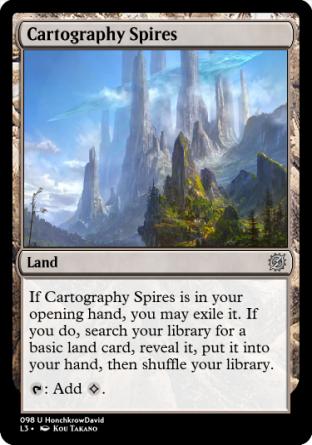 Cartography Spires
Land
If Cartography Spires is in your
opening hand, you may exile it. If
you do, search your library for a
basic land card, reveal it, put it into
your hand, then shuffle your library.
: Add .
098 U HonchkrowDavid
L3 • Kou Takano